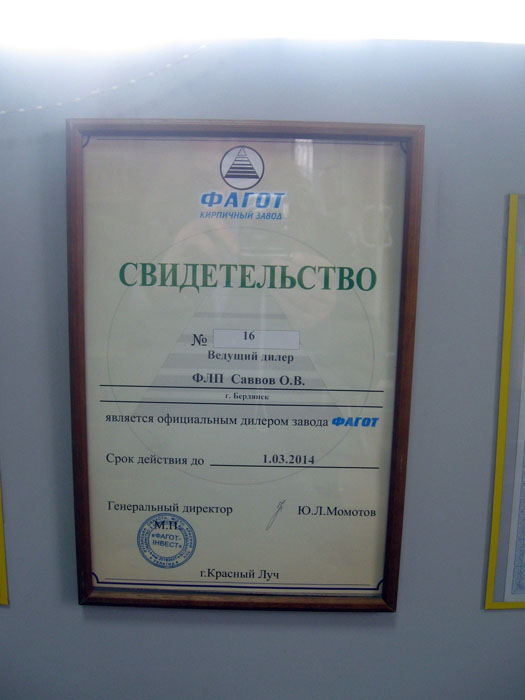 ФАГОТ
КИРПИЧНЫЙ ЗАВОД
СВИДЕТЕЛЬСТВО
№ 16
Ведущий дилер
ФЛП Саввов О.В.
г. Бердянск
является официальным дилером завода ФАГОТ
Срок действия до 1.03.2014
Генеральный директор Ю.Л.Момотов
М.П.
«ФАГОТ-
ІНВЕСТ»
г.Красный Луч